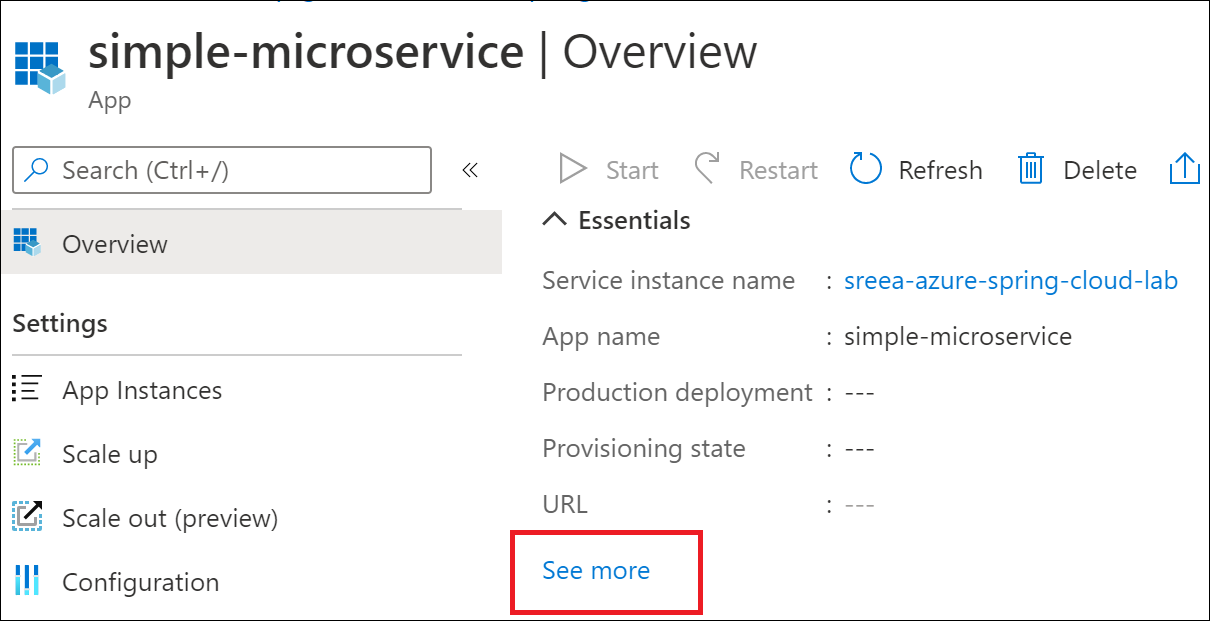 simple-microservice | Overview
App
Search (Ctrl+/)
«
Start Restart Refresh Delete
Overview
Settings
App Instances
Scale up
Scale out (preview)
Configuration
Essentials
Service instance name : sreea-azure-spring-cloud-lab
App name : simple-microservice
Production deployment : ---
Provisioning state : ---
URL : ---
See more